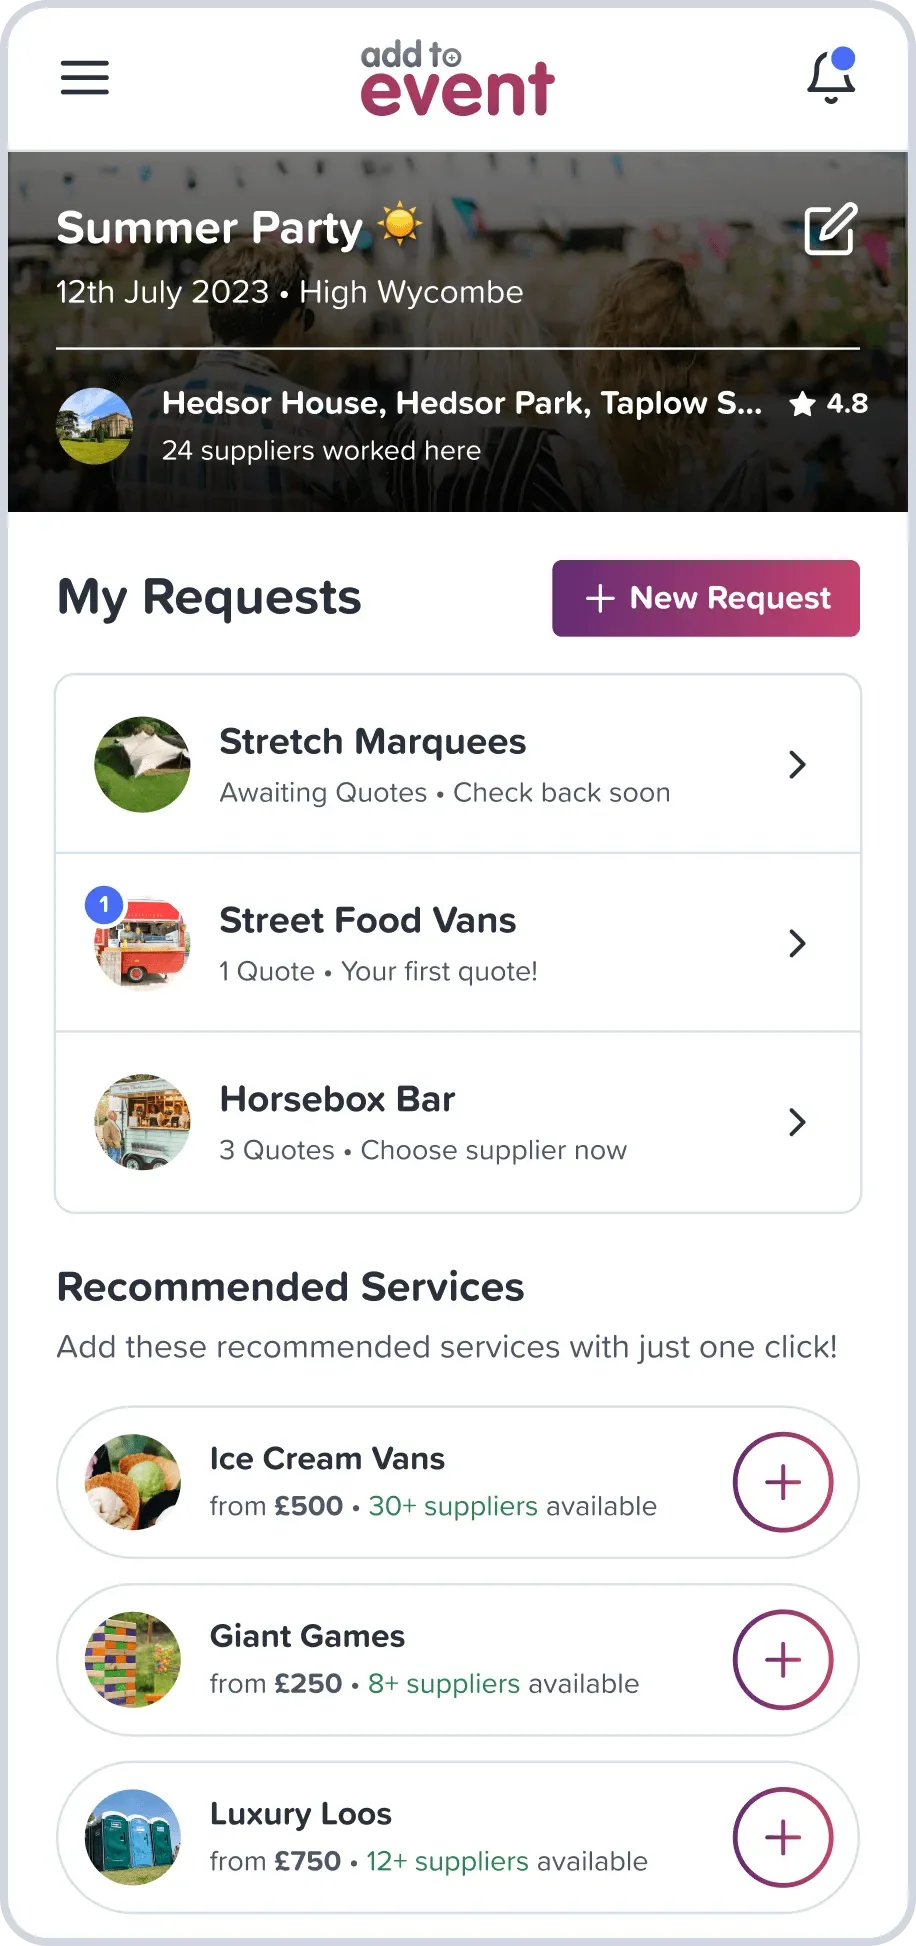 add to
event
Summer Party ☀️
12th July 2023 • High Wycombe
Hedsor House, Hedsor Park, Taplow S... ★ 4.8
24 suppliers worked here
My Requests
+ New Request
Stretch Marquees
Awaiting Quotes • Check back soon
1
Street Food Vans
1 Quote • Your first quote!
Horsebox Bar
3 Quotes • Choose supplier now
Recommended Services
Add these recommended services with just one click!
Ice Cream Vans
from £500 • 30+ suppliers available
Giant Games
from £250 • 8+ suppliers available
Luxury Loos
from £750 • 12+ suppliers available